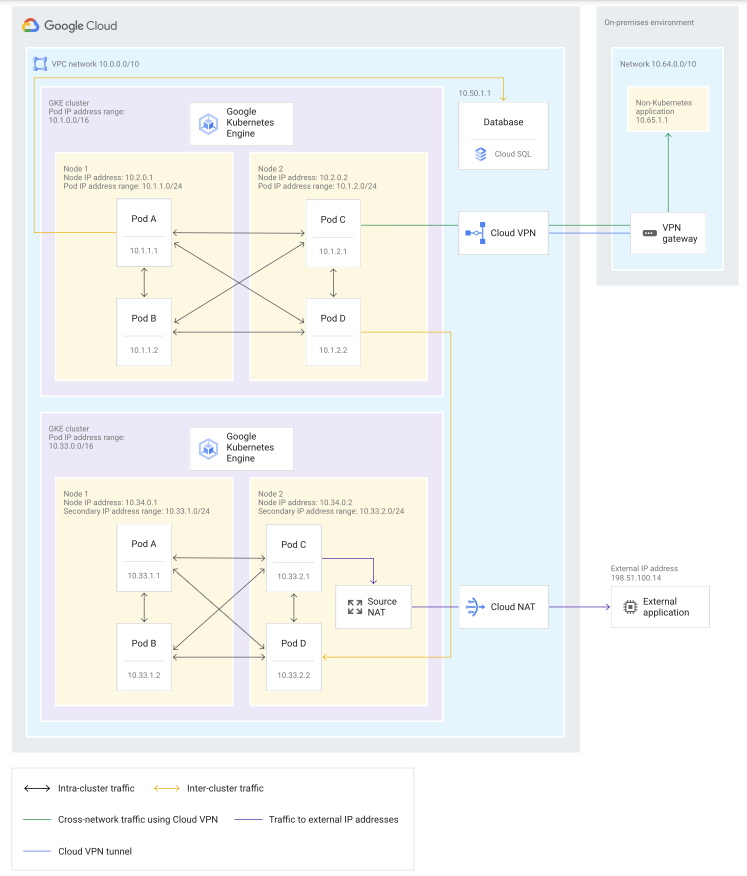 Google Cloud
VPC network 10.0.0.0/10
GKE cluster
Pod IP address range:
10.1.0.0/16
Google
Kubernetes
Engine
Node 1
Node IP address: 10.2.0.1
Pod IP address range: 10.1.1.0/24
Pod A
10.1.1.1
Pod B
10.1.1.2
Node 2
Node IP address: 10.2.0.2
Pod IP address range: 10.1.2.0/24
Pod C
10.1.2.1
Pod D
10.1.2.2
10.50.1.1
Database
Cloud SQL
Cloud VPN
On-premises environment
Network 10.64.0.0/10
Non-Kubernetes
application
10.65.1.1
VPN
gateway
GKE cluster
Pod IP address range:
10.33.0.0/16
Google
Kubernetes
Engine
Node 1
Node IP address: 10.34.0.1
Secondary IP address range: 10.33.1.0/24
Pod A
10.33.1.1
Pod B
10.33.1.2
Node 2
Node IP address: 10.34.0.2
Secondary IP address range: 10.33.2.0/24
Pod C
10.33.2.1
Pod D
10.33.2.2
Source
NAT
Cloud NAT
External IP address
198.51.100.14
External
application
Intra-cluster traffic
Inter-cluster traffic
Cross-network traffic using Cloud VPN
Traffic to external IP addresses
Cloud VPN tunnel